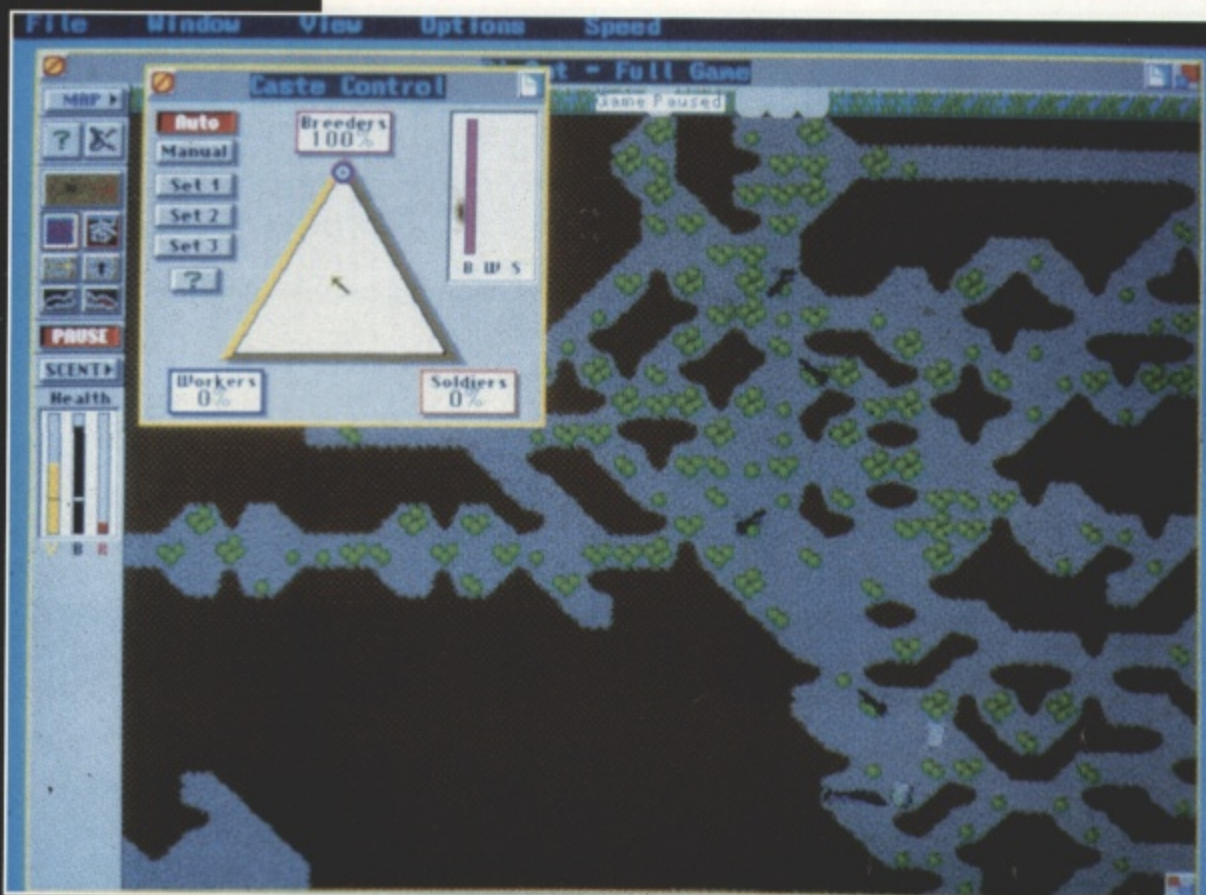 File Window View Options Speed
Ant - Full Game
Game Paused
Caste Control
Auto
Manual
Set 1
Set 2
Set 3
?
Breeders
100%
B W S
Workers
0%
Soldiers
0%
MAP
?
PAUSE
SCENT
Health
Y B R